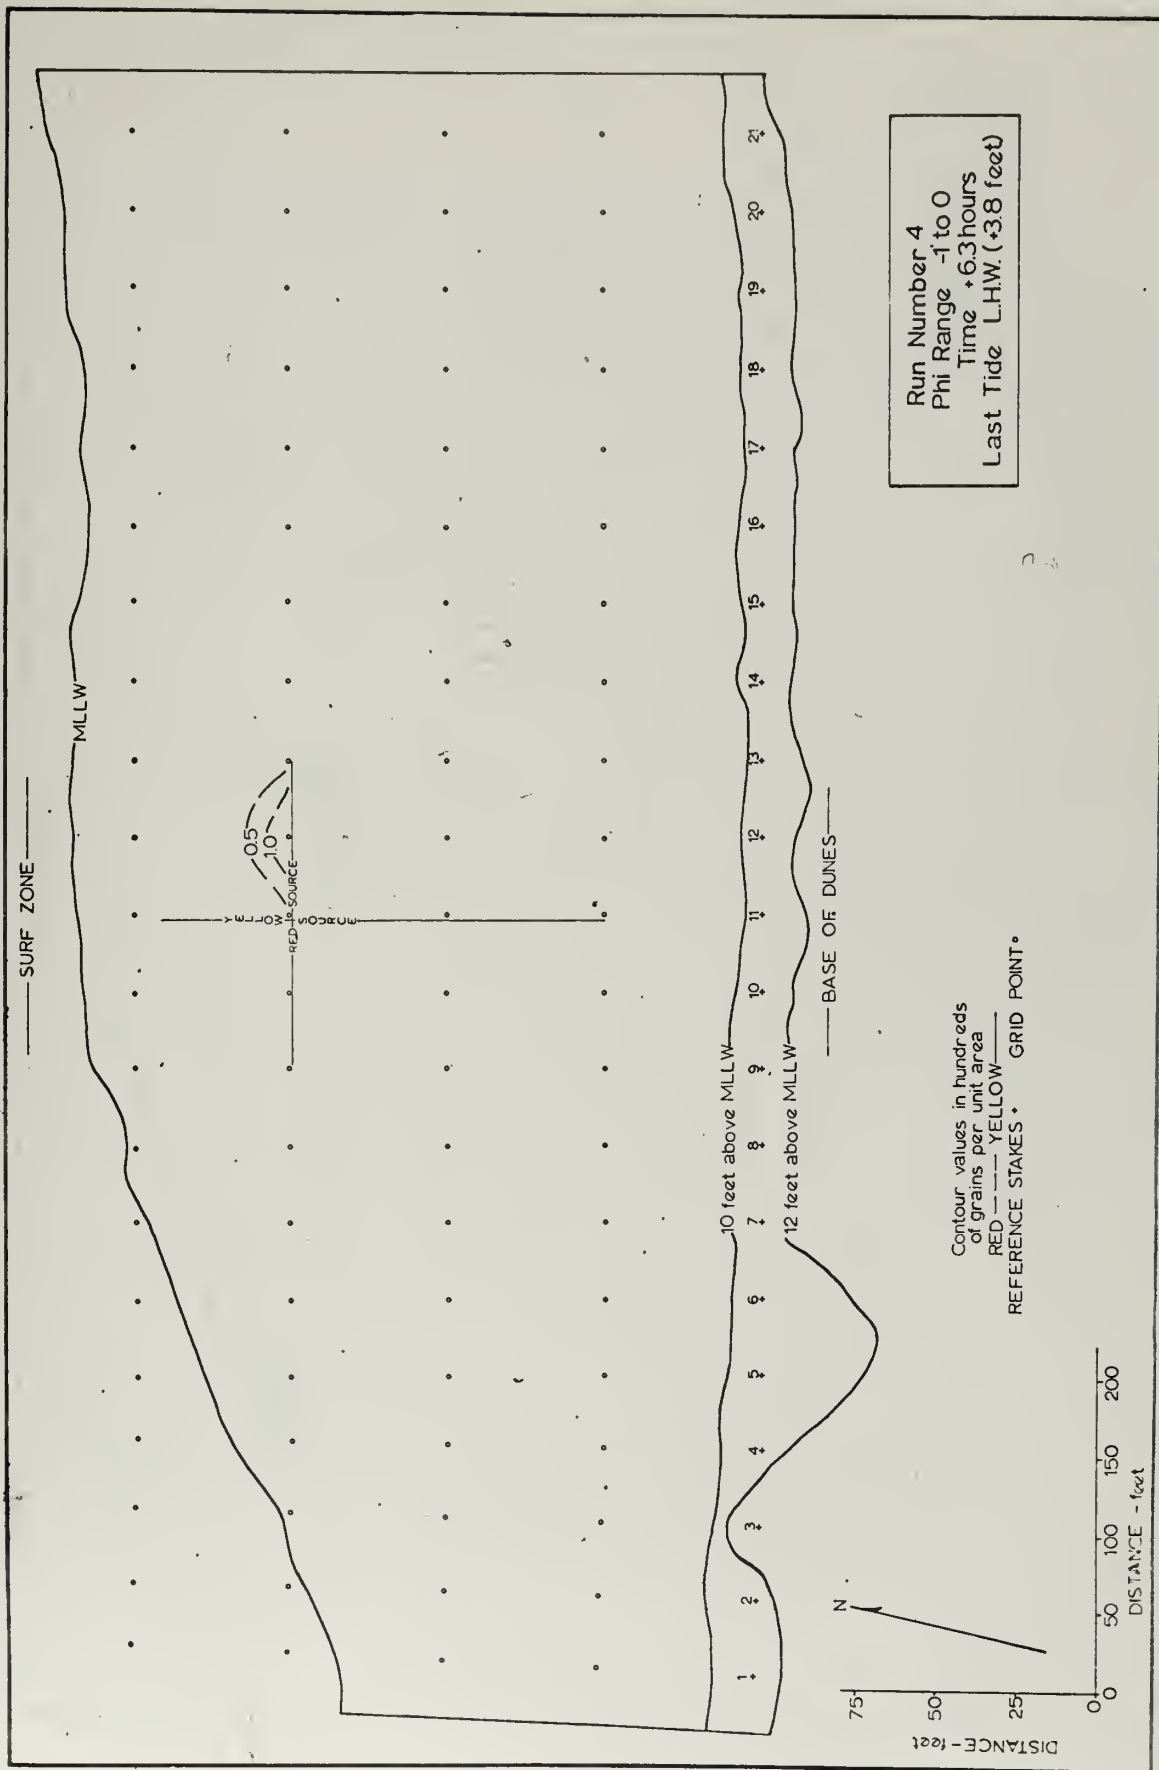 SURF ZONE
MLLW
0.5
1.0
YELLOW SOURCE
RED SOURCE
10 feet above MLLW
1 2 3 4 5 6 7 8 9 10 11 12 13 14 15 16 17 18 19 20 21
12 feet above MLLW
BASE OF DUNES
Run Number 4
Phi Range -1 to 0
Time +6.3 hours
Last Tide L.H.W. (+3.8 feet)
Contour values in hundreds
of grains per unit area
RED YELLOW
REFERENCE STAKES GRID POINT
N
75
50
25
0
DISTANCE - feet
0 50 100 150 200
DISTANCE - feet